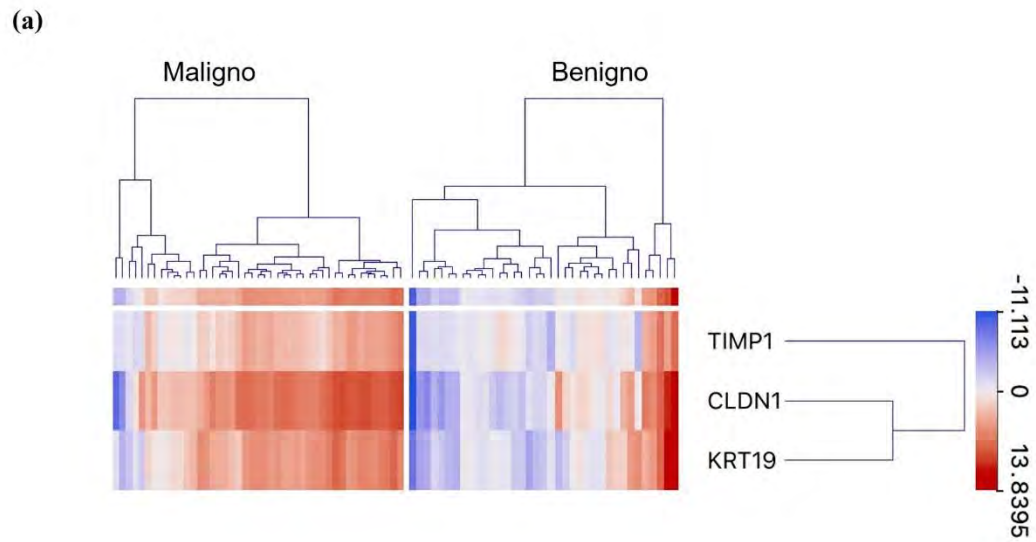 (a)
Maligno Benigno
TIMP1
CLDN1
KRT19
-11.113
0
13.8395